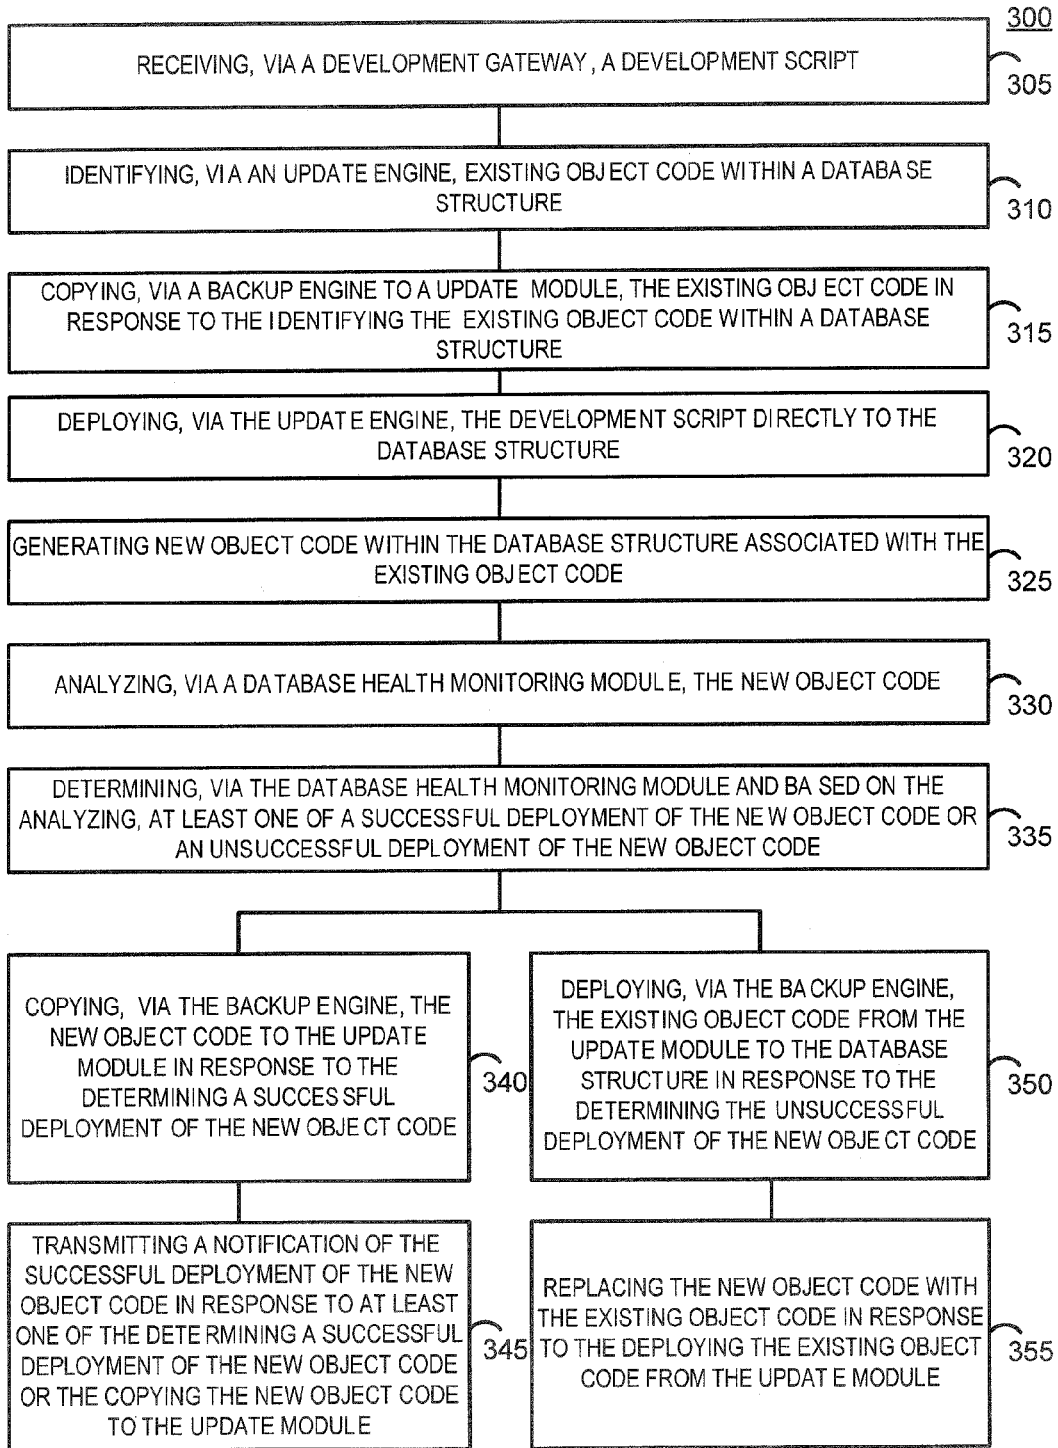 300
RECEIVING, VIA A DEVELOPMENT GATEWAY, A DEVELOPMENT SCRIPT
305
IDENTIFYING, VIA AN UPDATE ENGINE, EXISTING OBJECT CODE WITHIN A DATABASE
STRUCTURE
310
COPYING, VIA A BACKUP ENGINE TO A UPDATE MODULE, THE EXISTING OBJECT CODE IN
RESPONSE TO THE IDENTIFYING THE EXISTING OBJECT CODE WITHIN A DATABASE
STRUCTURE
315
DEPLOYING, VIA THE UPDATE ENGINE, THE DEVELOPMENT SCRIPT DIRECTLY TO THE
DATABASE STRUCTURE
320
GENERATING NEW OBJECT CODE WITHIN THE DATABASE STRUCTURE ASSOCIATED WITH THE
EXISTING OBJECT CODE
325
ANALYZING, VIA A DATABASE HEALTH MONITORING MODULE, THE NEW OBJECT CODE
330
DETERMINING, VIA THE DATABASE HEALTH MONITORING MODULE AND BASED ON THE
ANALYZING, AT LEAST ONE OF A SUCCESSFUL DEPLOYMENT OF THE NEW OBJECT CODE OR
AN UNSUCCESSFUL DEPLOYMENT OF THE NEW OBJECT CODE
335
COPYING, VIA THE BACKUP ENGINE, THE
NEW OBJECT CODE TO THE UPDATE
MODULE IN RESPONSE TO THE
DETERMINING A SUCCESSFUL
DEPLOYMENT OF THE NEW OBJECT CODE
340
DEPLOYING, VIA THE BACKUP ENGINE,
THE EXISTING OBJECT CODE FROM THE
UPDATE MODULE TO THE DATABASE
STRUCTURE IN RESPONSE TO THE
DETERMINING THE UNSUCCESSFUL
DEPLOYMENT OF THE NEW OBJECT CODE
350
TRANSMITTING A NOTIFICATION OF THE
SUCCESSFUL DEPLOYMENT OF THE NEW
OBJECT CODE IN RESPONSE TO AT LEAST
ONE OF THE DETERMINING A SUCCESSFUL
DEPLOYMENT OF THE NEW OBJECT CODE
OR THE COPYING THE NEW OBJECT CODE
TO THE UPDATE MODULE
345
REPLACING THE NEW OBJECT CODE WITH
THE EXISTING OBJECT CODE IN RESPONSE
TO THE DEPLOYING THE EXISTING OBJECT
CODE FROM THE UPDATE MODULE
355